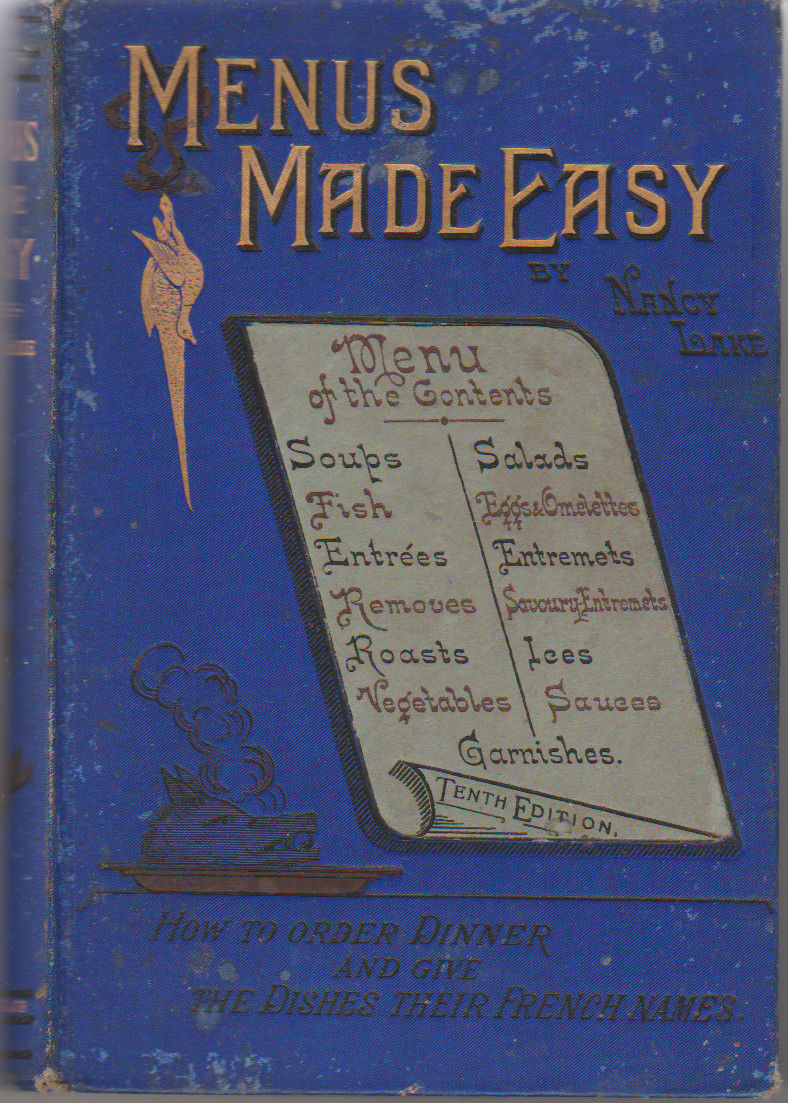 MENUS
MADE EASY
BY NANCY
LAKE
Menu
of the Contents
Soups
Fish
Entrées
Removes
Roasts
Vegetables
Salads
Eggs & Omelettes
Entremets
Savoury Entremets
Ices
Sauces
Garnishes.
TENTH EDITION.
HOW TO ORDER DINNER
AND GIVE
THE DISHES THEIR FRENCH NAMES.